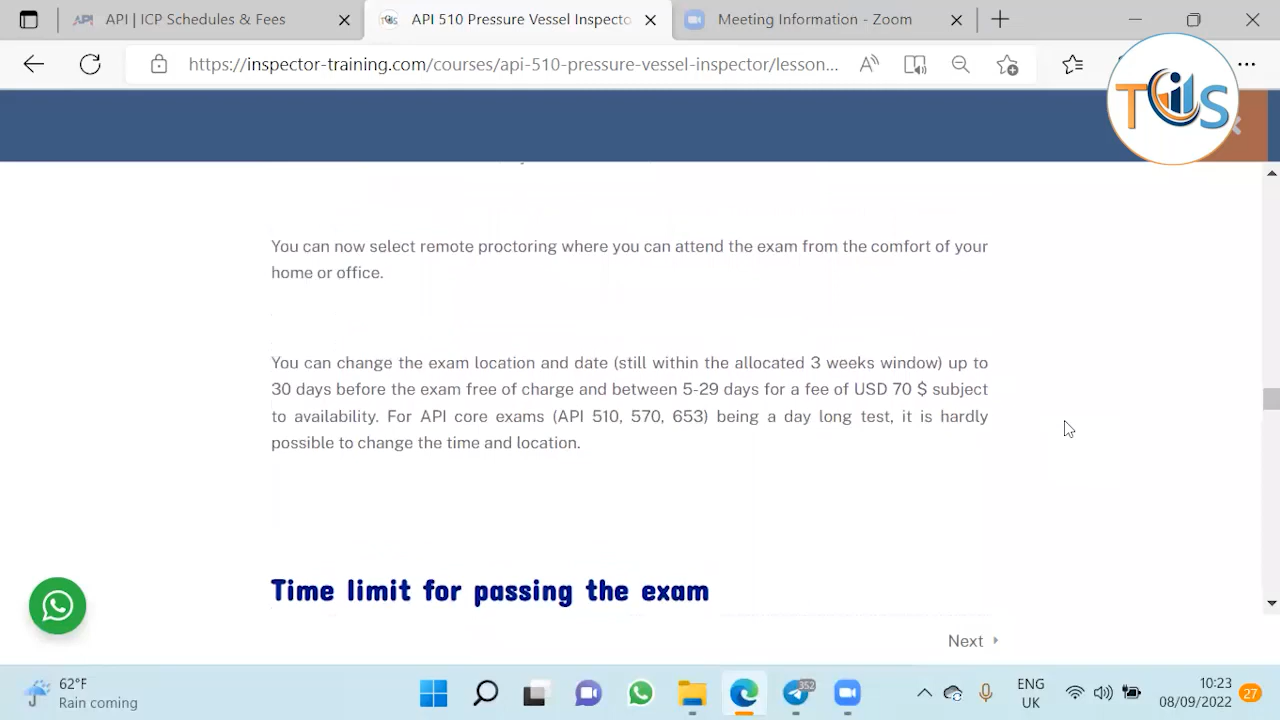 API | ICP Schedules & Fees
API 510 Pressure Vessel Inspecto
Meeting Information - Zoom
https://inspector-training.com/courses/api-510-pressure-vessel-inspector/lesson...
TIS
You can now select remote proctoring where you can attend the exam from the comfort of your
home or office.
You can change the exam location and date (still within the allocated 3 weeks window) up to
30 days before the exam free of charge and between 5-29 days for a fee of USD 70 $ subject
to availability. For API core exams (API 510, 570, 653) being a day long test, it is hardly
possible to change the time and location.
Time limit for passing the exam
Next
62°F
Rain coming
352
ENG
UK
10:23
08/09/2022
27